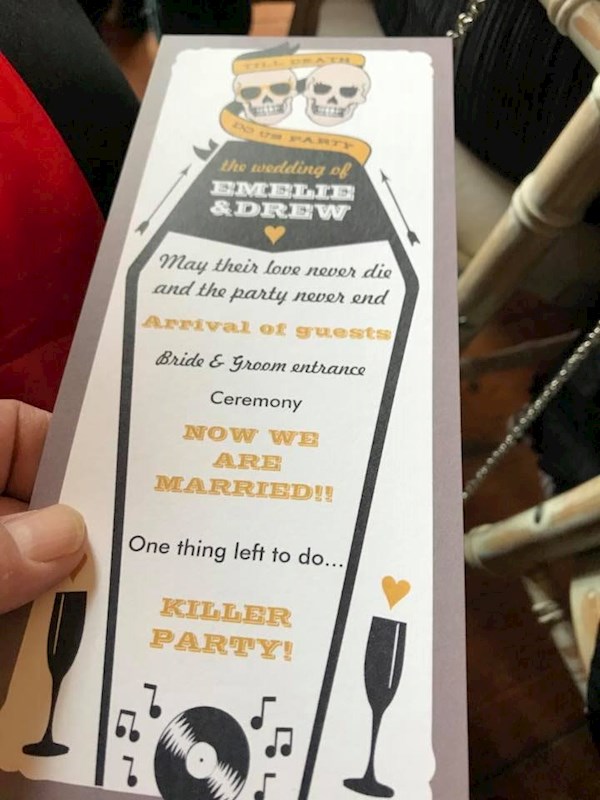 TILL DEATH
DO US PARTY
the wedding of
EMELIE
& DREW
May their love never die
and the party never end
Arrival of guests
Bride & Groom entrance
Ceremony
NOW WE
ARE
MARRIED!!
One thing left to do...
KILLER
PARTY!